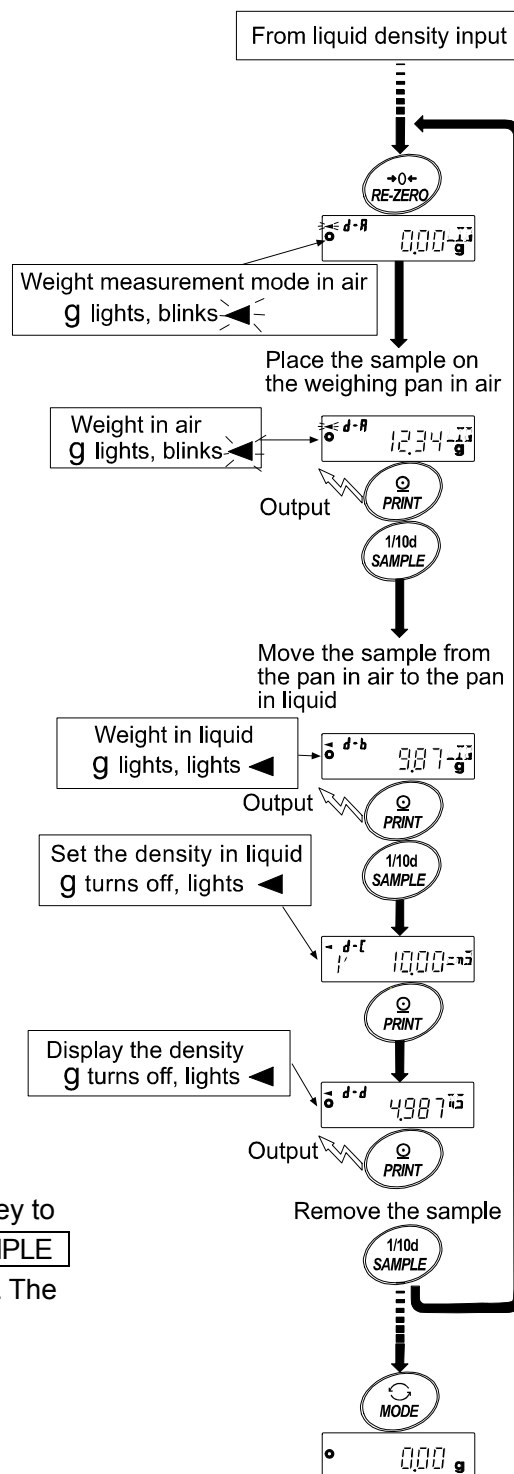 From liquid density input
→0←
RE-ZERO
d-A
0.00 g
Weight measurement mode in air
g lights, blinks ◄
Place the sample on
the weighing pan in air
Weight in air
g lights, blinks ◄
d-A
12.34 g
Output
PRINT
1/10d
SAMPLE
Move the sample from
the pan in air to the pan
in liquid
Weight in liquid
g lights, lights ◄
d-b
9.87 g
Output
PRINT
1/10d
SAMPLE
Set the density in liquid
g turns off, lights ◄
d-C
1' 10.00
PRINT
Display the density
g turns off, lights ◄
d-d
4.987
Output
PRINT
Remove the sample
ey to
MPLE
. The
1/10d
SAMPLE
MODE
0.00 g